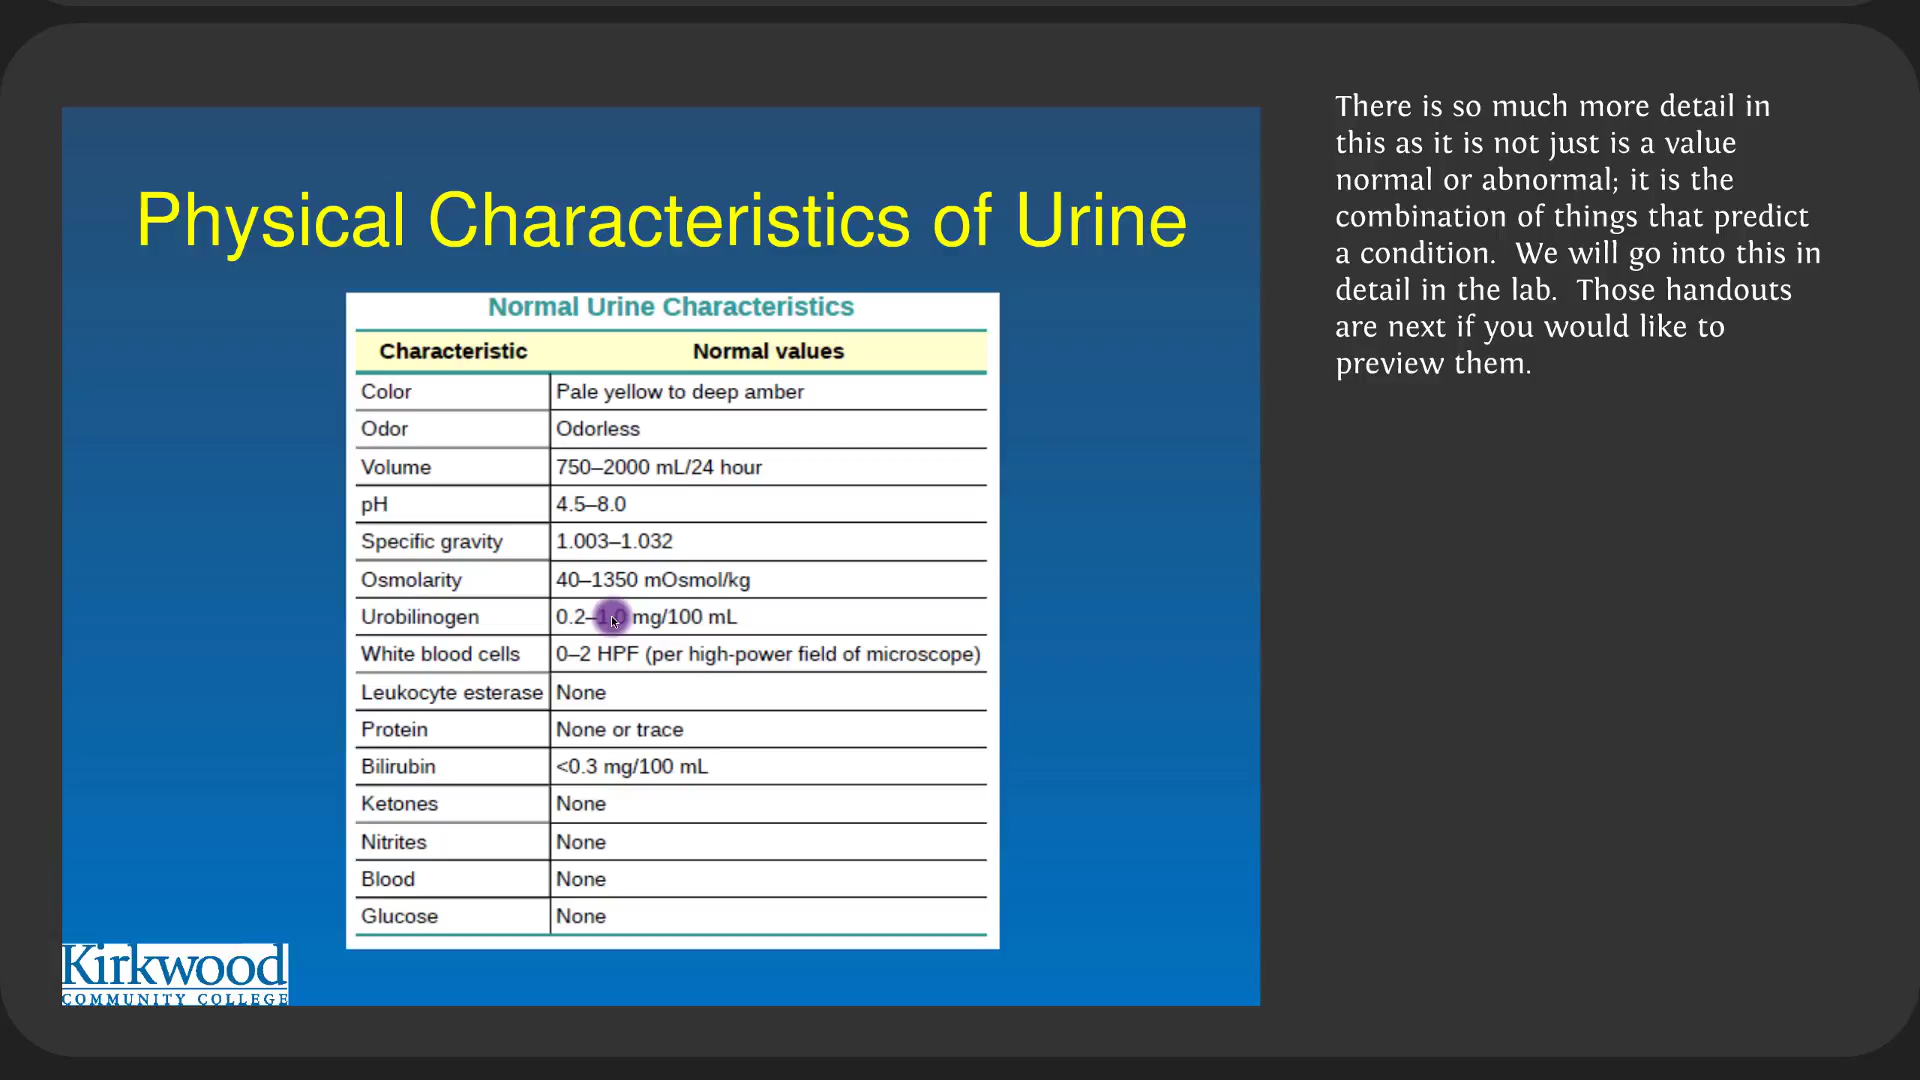 Physical Characteristics of Urine
Normal Urine Characteristics
Characteristic Normal values
Color Pale yellow to deep amber
Odor Odorless
Volume 750–2000 mL/24 hour
pH 4.5–8.0
Specific gravity 1.003–1.032
Osmolarity 40–1350 mOsmol/kg
Urobilinogen 0.2–1.0 mg/100 mL
White blood cells 0–2 HPF (per high-power field of microscope)
Leukocyte esterase None
Protein None or trace
Bilirubin <0.3 mg/100 mL
Ketones None
Nitrites None
Blood None
Glucose None
Kirkwood
COMMUNITY COLLEGE
There is so much more detail in
this as it is not just is a value
normal or abnormal; it is the
combination of things that predict
a condition.  We will go into this in
detail in the lab.  Those handouts
are next if you would like to
preview them.